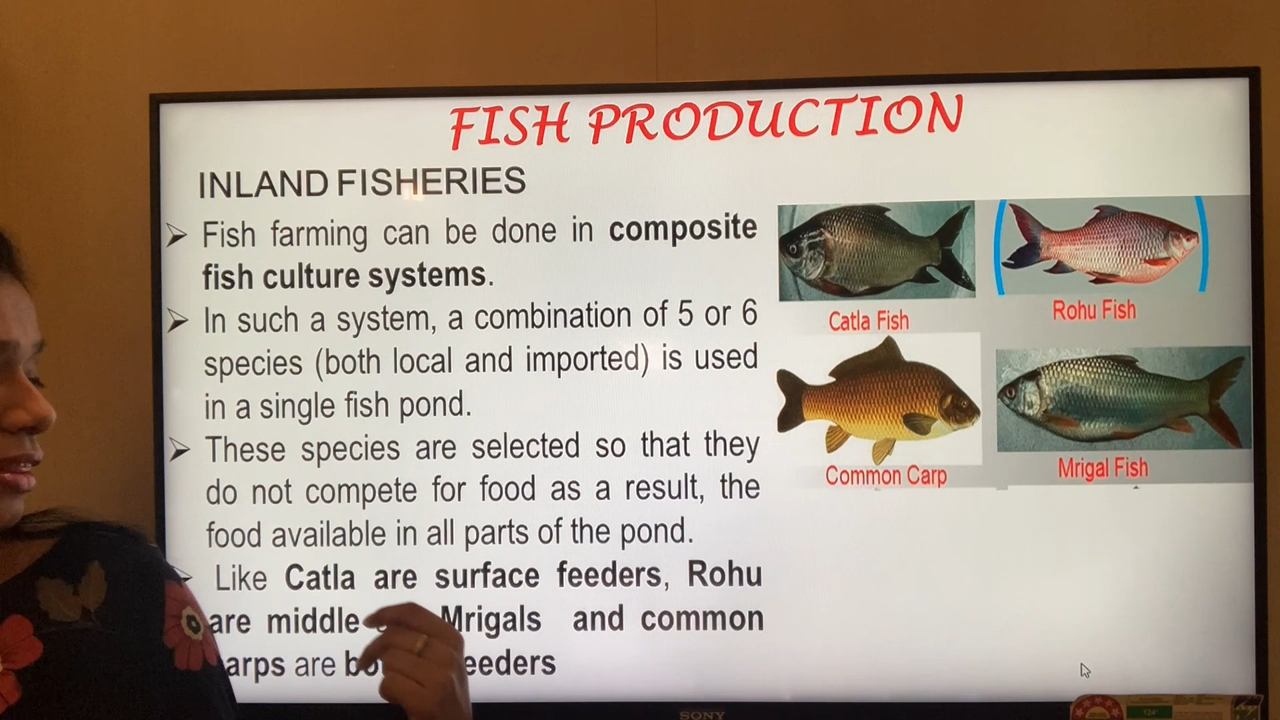 FISH PRODUCTION
INLAND FISHERIES
➢ Fish farming can be done in composite
fish culture systems.
➢ In such a system, a combination of 5 or 6
species (both local and imported) is used
in a single fish pond.
➢ These species are selected so that they
do not compete for food as a result, the
food available in all parts of the pond.
Like Catla are surface feeders, Rohu
are middle Mrigals and common
arps are bo eeders
Catla Fish
Rohu Fish
Common Carp
Mrigal Fish
SONY